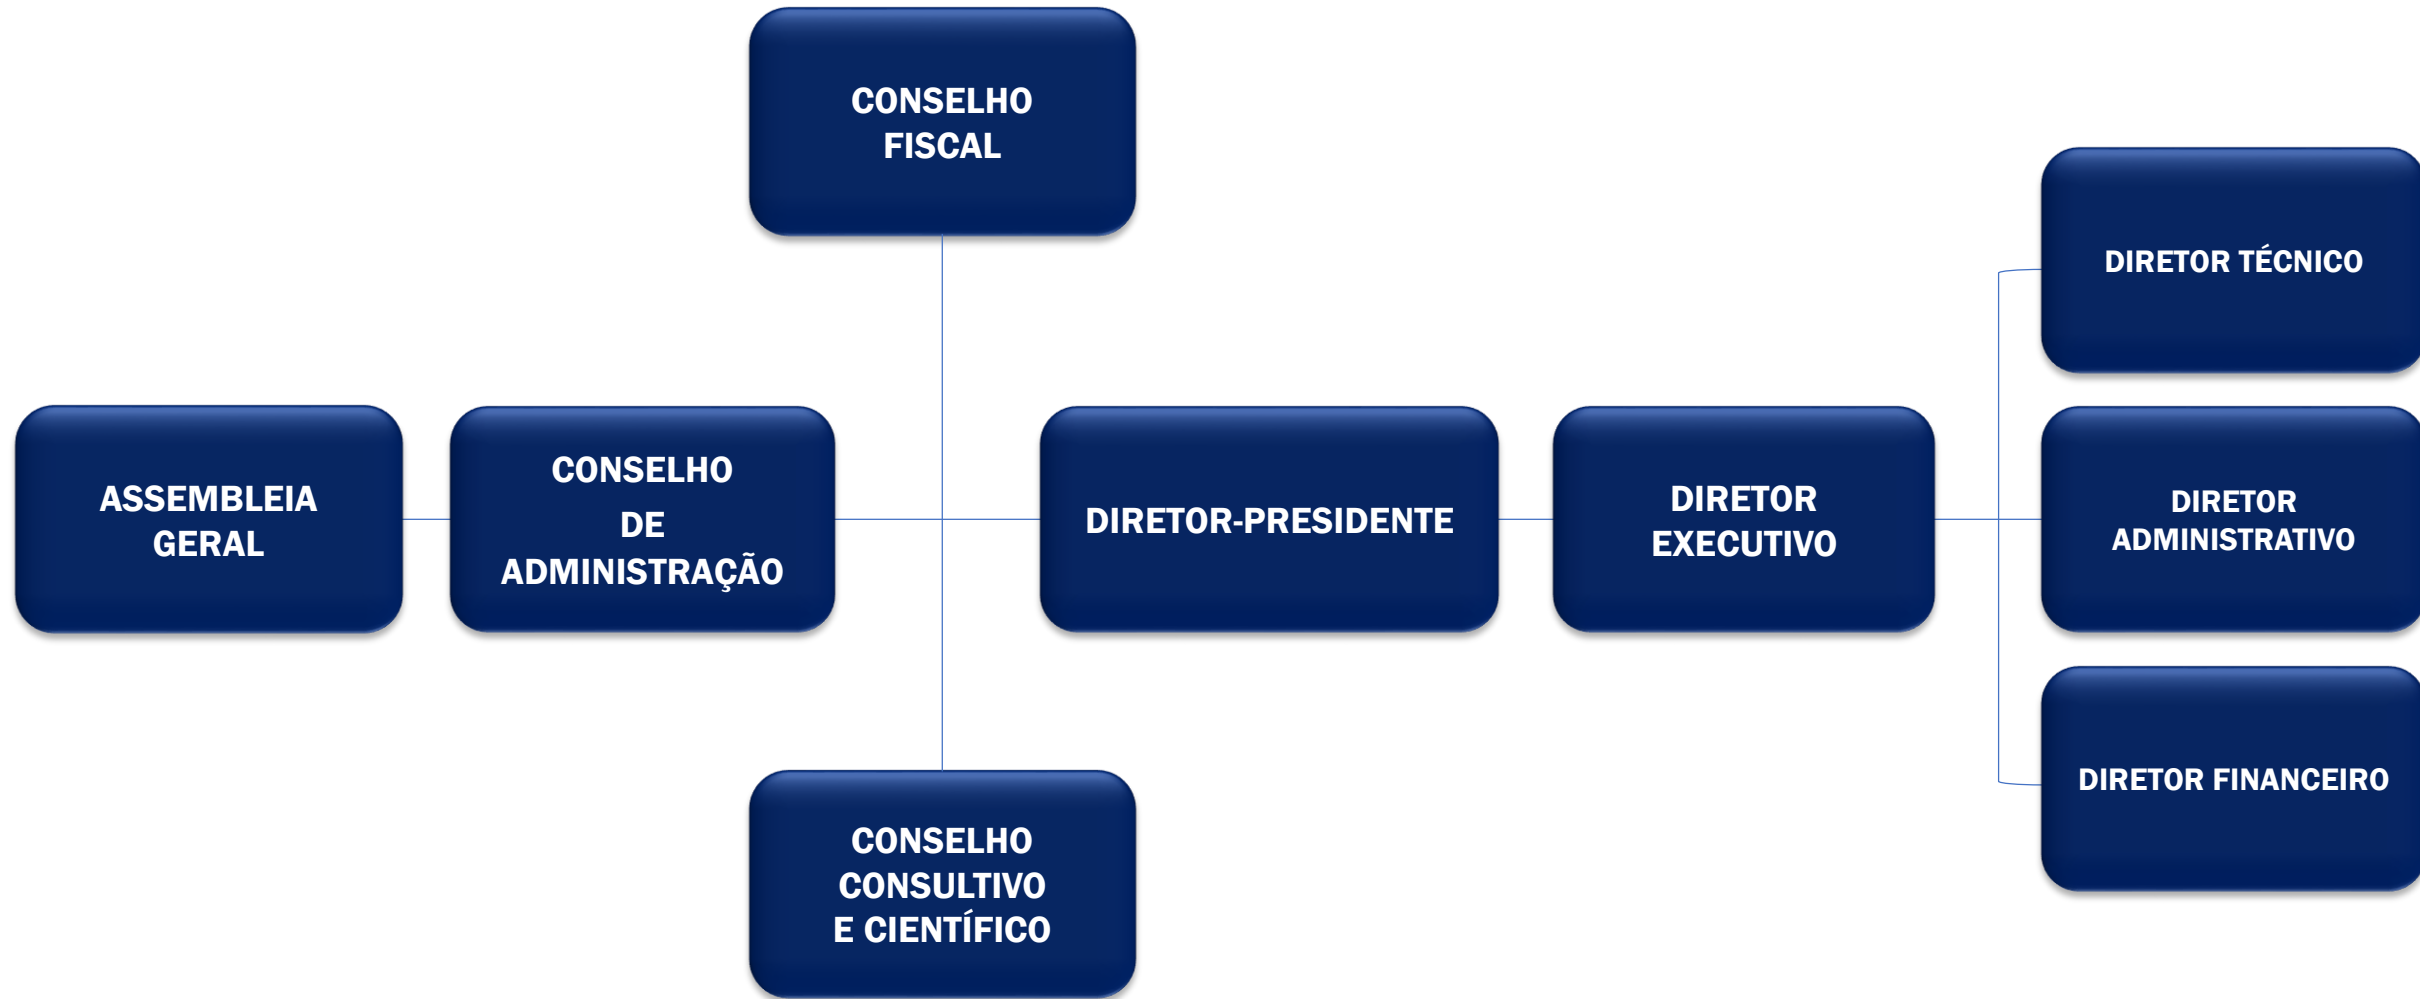 CONSELHO
FISCAL
DIRETOR TÉCNICO
ASSEMBLEIA
GERAL
CONSELHO
DE
ADMINISTRAÇÃO
DIRETOR-PRESIDENTE
DIRETOR
EXECUTIVO
DIRETOR
ADMINISTRATIVO
DIRETOR FINANCEIRO
CONSELHO
CONSULTIVO
E CIENTÍFICO